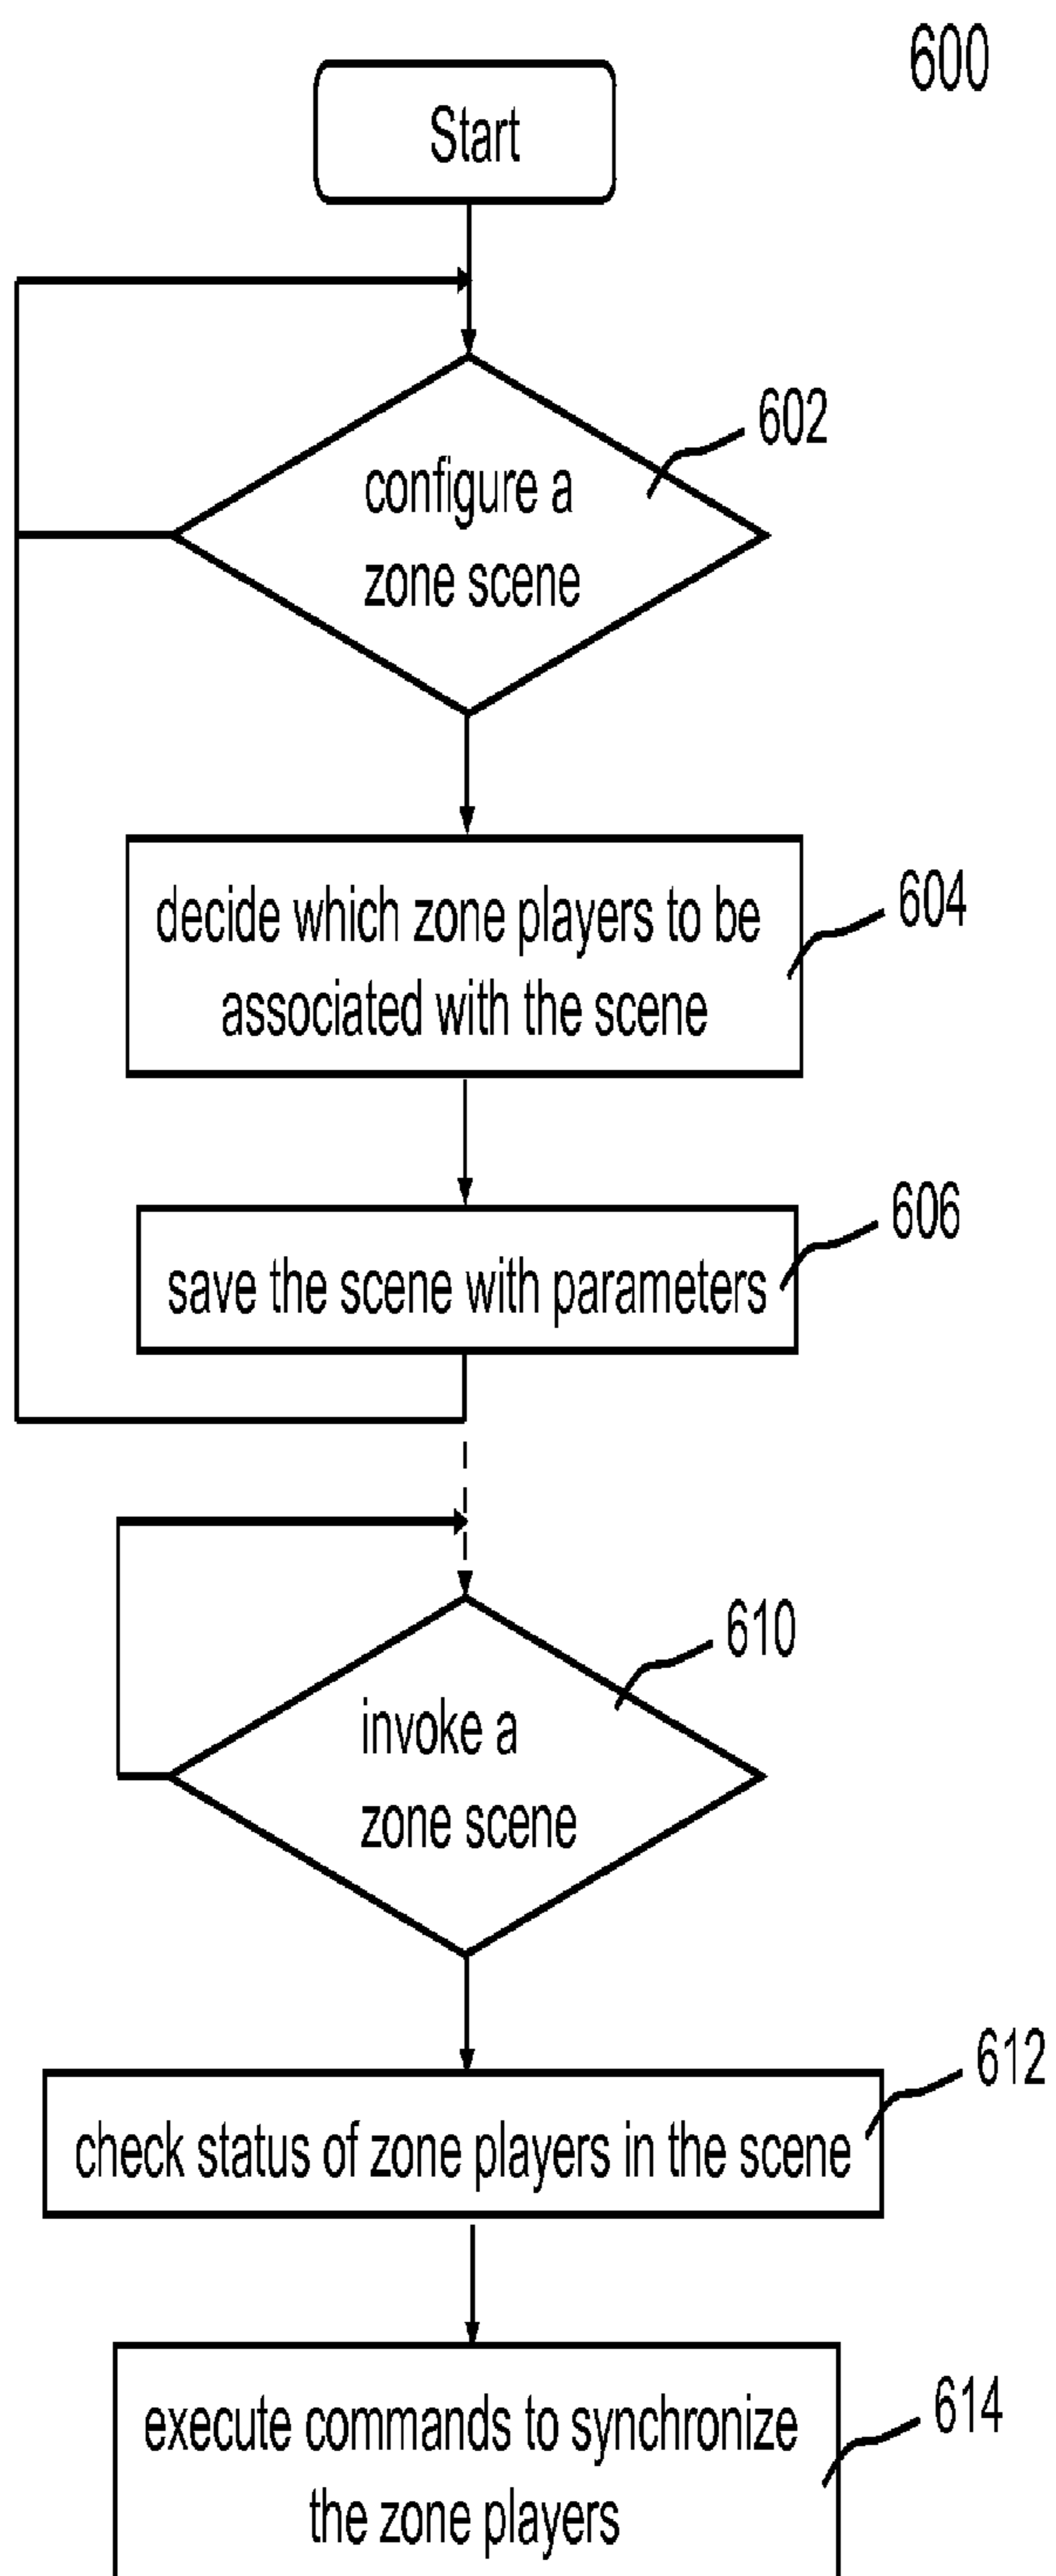 600
Start
602
configure a
zone scene
604
decide which zone players to be
associated with the scene
606
save the scene with parameters
610
invoke a
zone scene
612
check status of zone players in the scene
614
execute commands to synchronize
the zone players